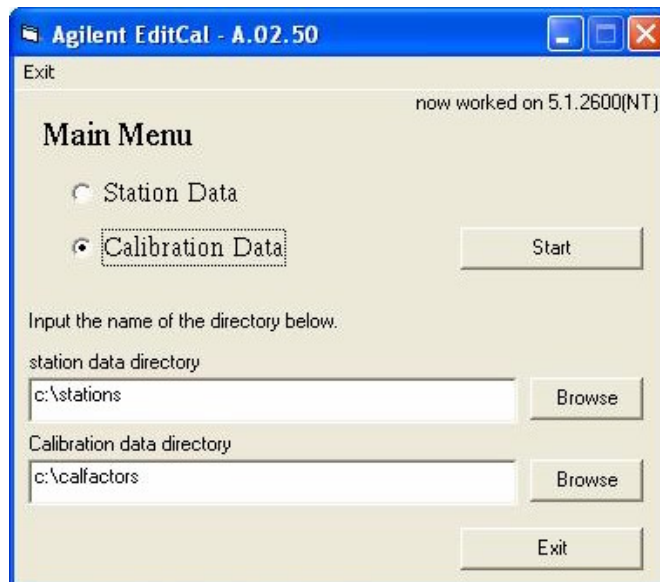 Agilent EditCal - A.02.50
Exit
now worked on 5.1.2600(NT)
Main Menu
Station Data
Calibration Data
Start
Input the name of the directory below.
station data directory
c:\stations
Browse
Calibration data directory
c:\calfactors
Browse
Exit